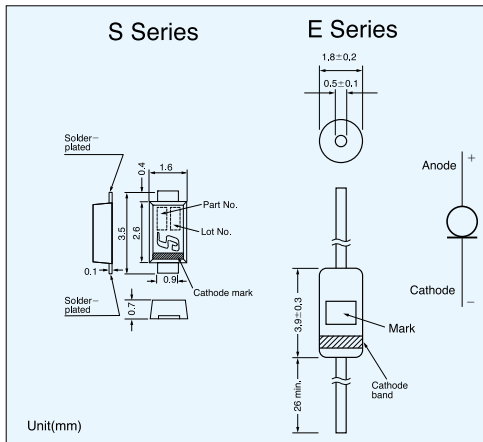 S Series
E Series
1.8±0.2
0.5±0.1
Solder–
plated
0.4
1.6
Part No.
Lot No.
3.5
2.6
0.1
0.9
Cathode mark
Solder–
plated
0.7
Anode
+
Cathode
–
3.9±0.3
Mark
Cathode
band
26 min.
Unit(mm)